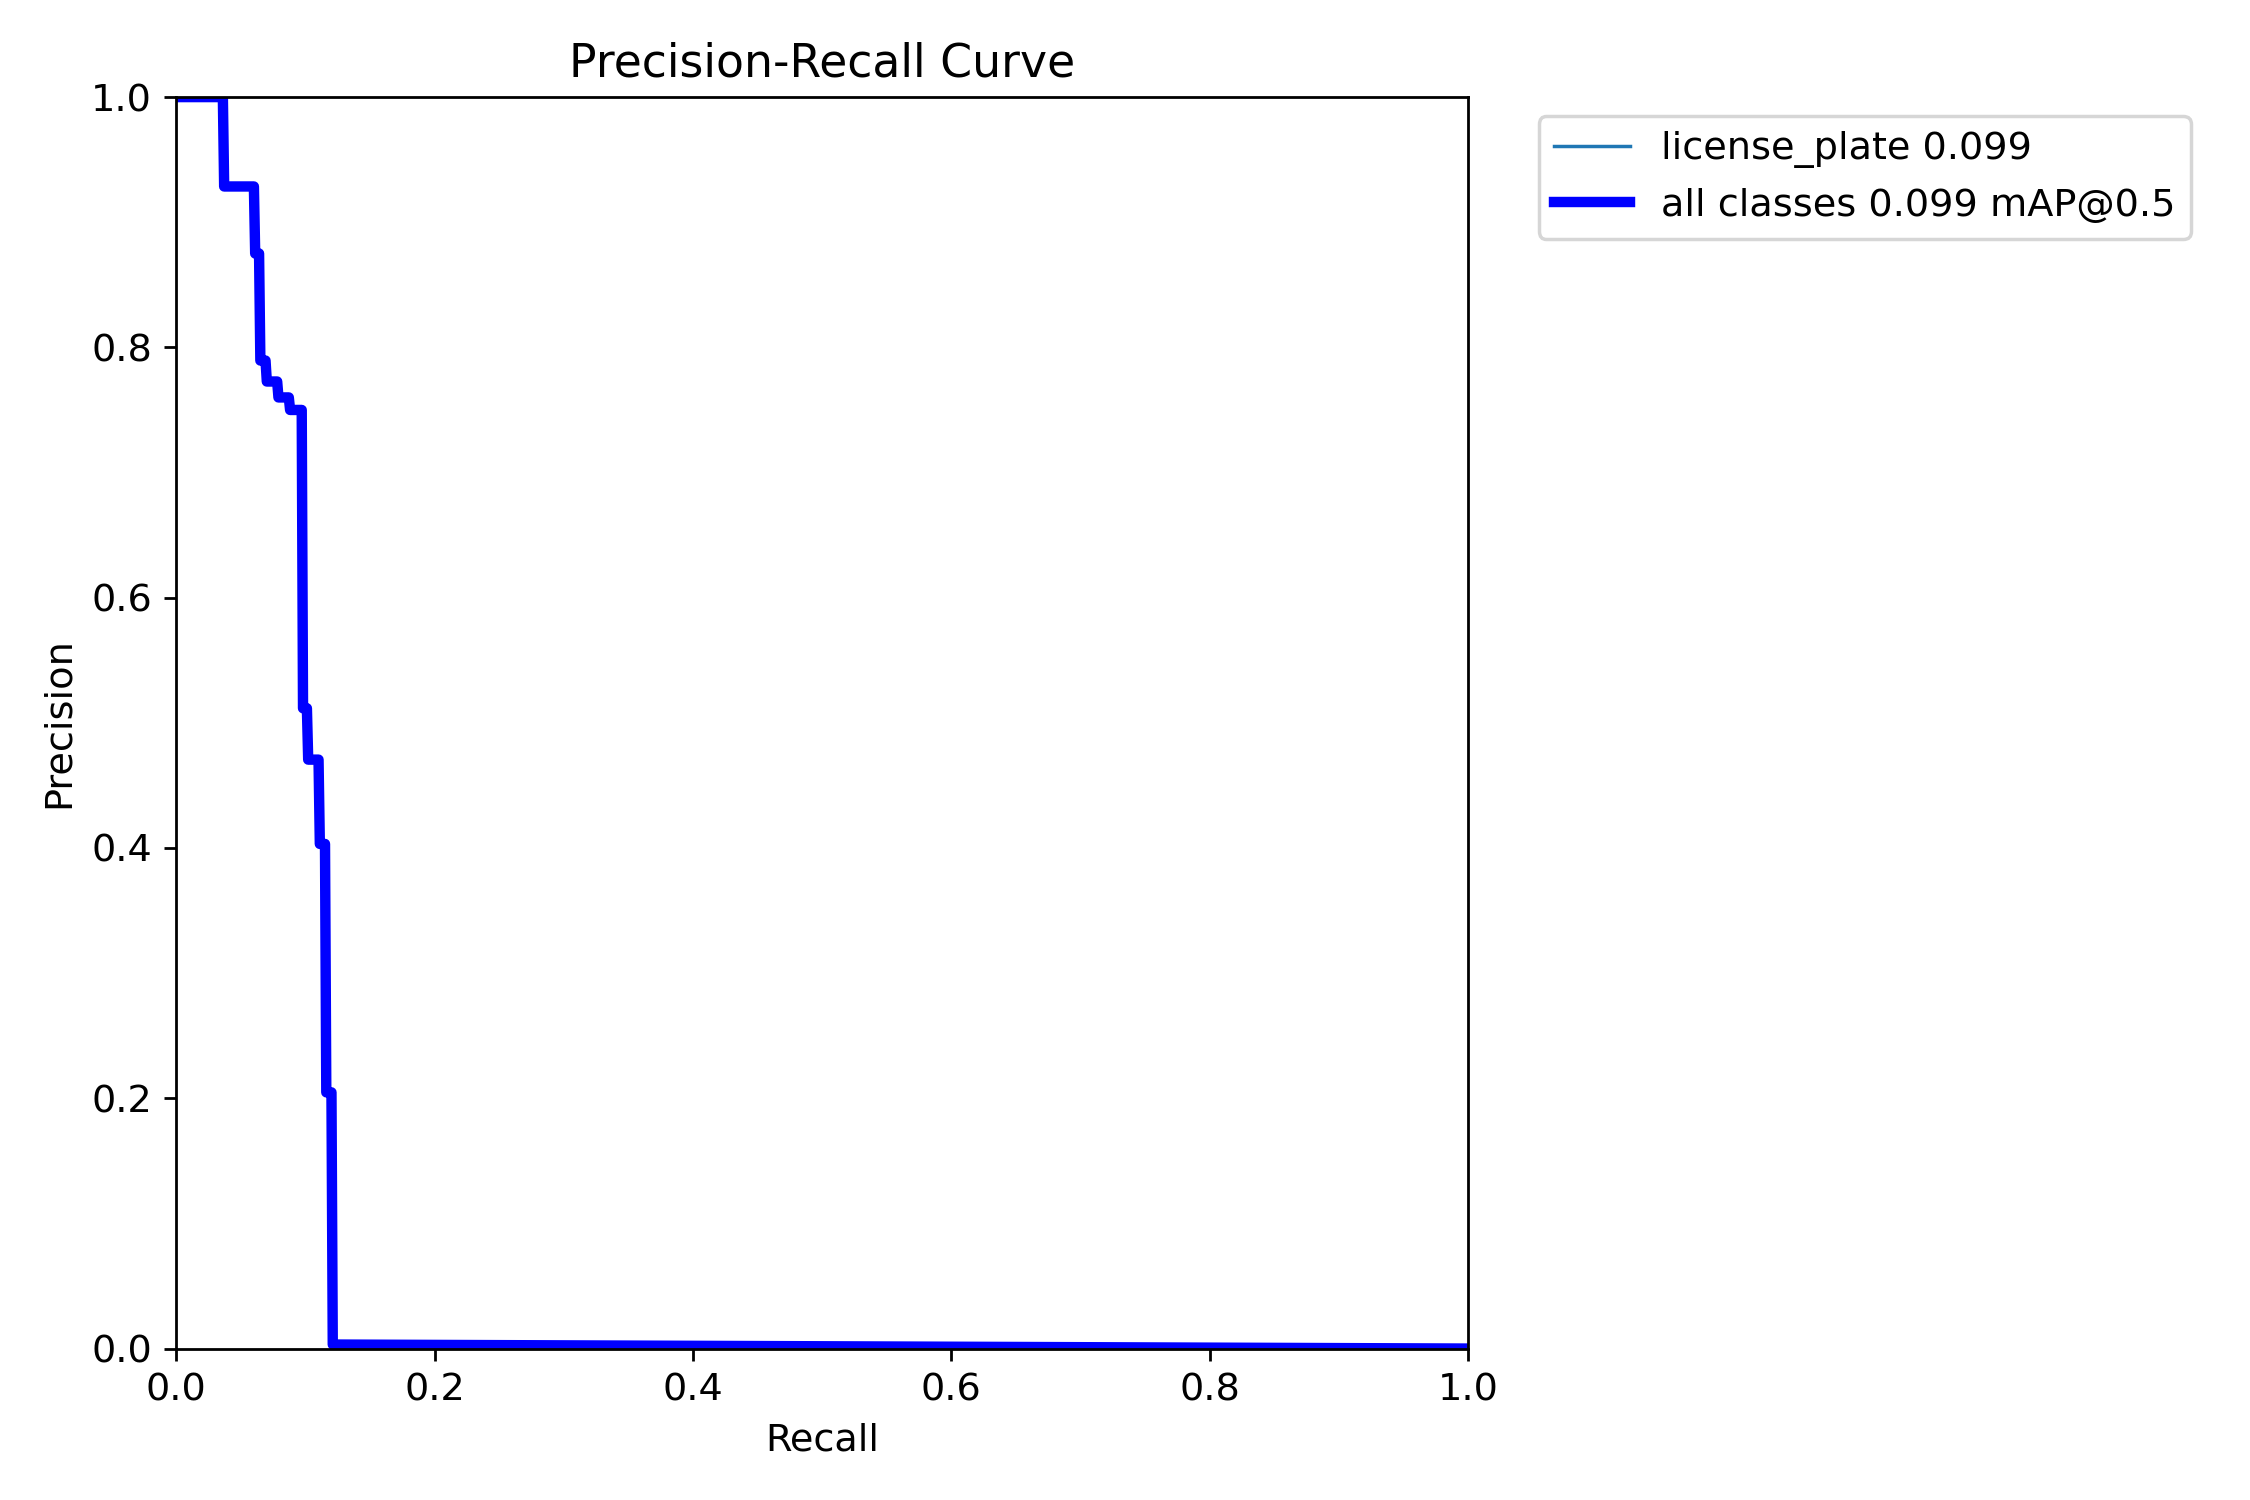 Precision-Recall Curve
1.0
0.8
0.6
0.4
0.2
0.0
Precision
0.0 0.2 0.4 0.6 0.8 1.0
Recall
license_plate 0.099
all classes 0.099 mAP@0.5